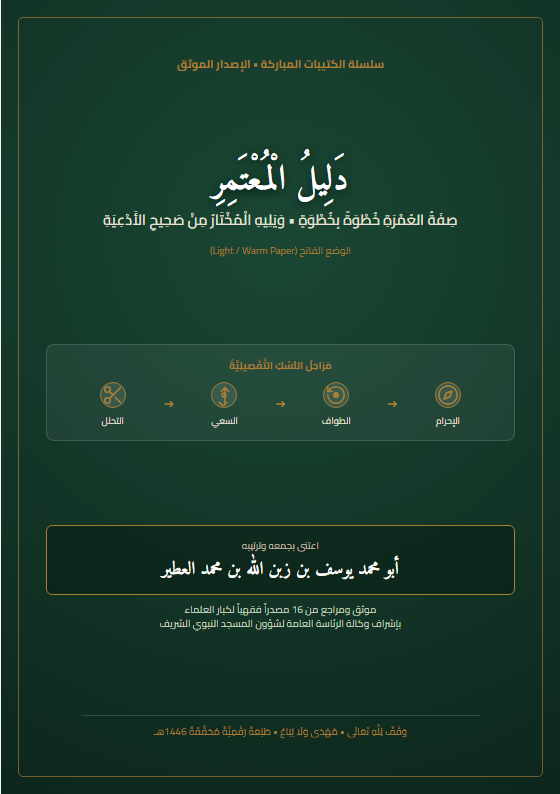 سلسلة الكتيبات المباركة • الإصدار الموثق
دَلِيلُ الْمُعْتَمِرِ
صِفَةُ العُمْرَةِ خُطْوَةً بِخُطْوَةٍ • وَيَلِيهِ الْمُخْتَارُ مِنْ صَحِيحِ الأَدْعِيَةِ
الوضع الفاتح (Light / Warm Paper)
مَرَاحِلُ النُّسُكِ التَّفْصِيلِيَّةُ
الإحرام ➔ الطواف ➔ السعي ➔ التحلل
اعتنى بجمعه وترتيبه
أبو محمد يوسف بن زبن الله بن محمد العطير
موثق ومراجع من 16 مصدراً فقهياً لكبار العلماء
بإشراف وكالة الرئاسة العامة لشؤون المسجد النبوي الشريف
وَقْفٌ لِلَّهِ تَعَالَى • مُهْدًى وَلَا يُبَاعُ • طَبْعَةٌ رَقْمِيَّةٌ مُحَقَّقَةٌ 1446هـ